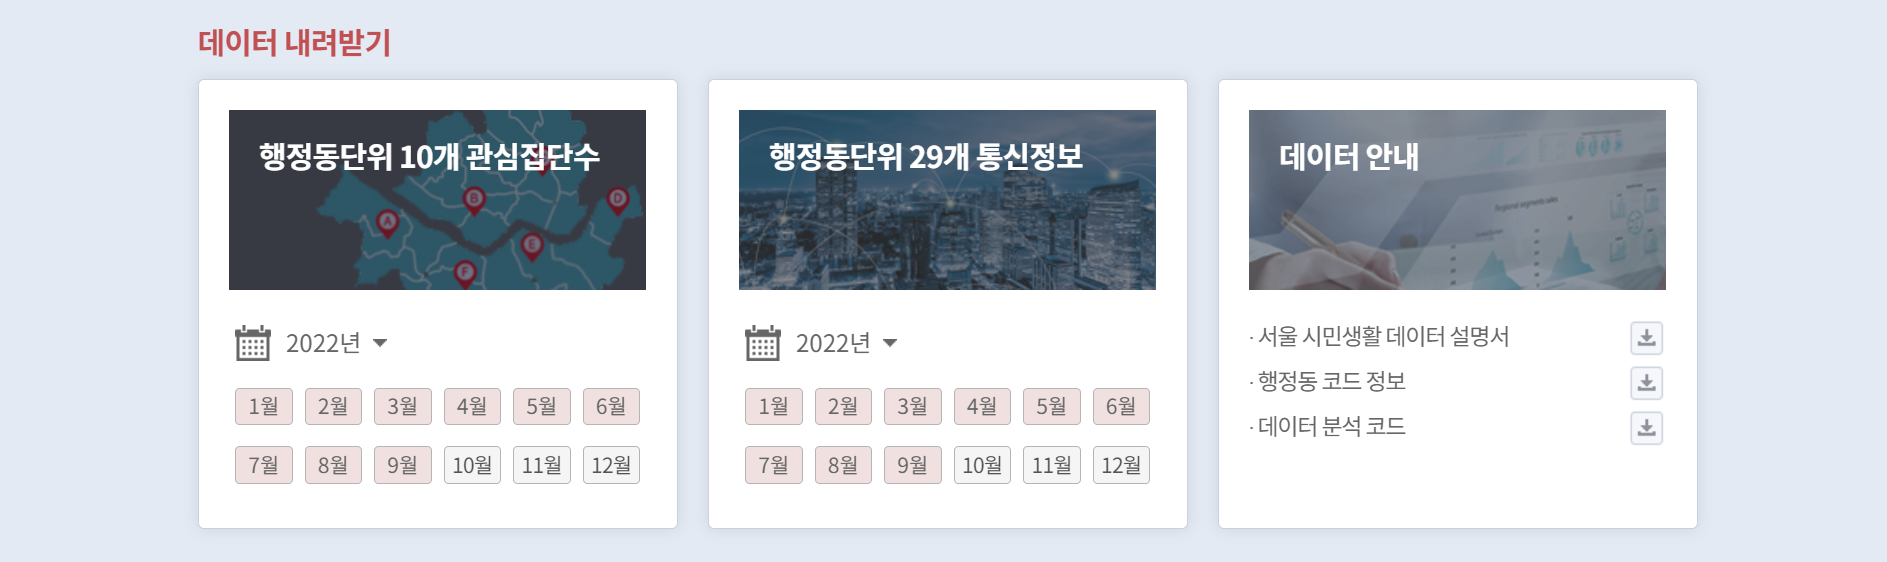 데이터 내려받기
행정동단위 10개 관심집단수
A
B
D
E
F
2022년
1월 2월 3월 4월 5월 6월
7월 8월 9월 10월 11월 12월
행정동단위 29개 통신정보
2022년
1월 2월 3월 4월 5월 6월
7월 8월 9월 10월 11월 12월
데이터 안내
Regional segments sales
· 서울 시민생활 데이터 설명서
· 행정동 코드 정보
· 데이터 분석 코드